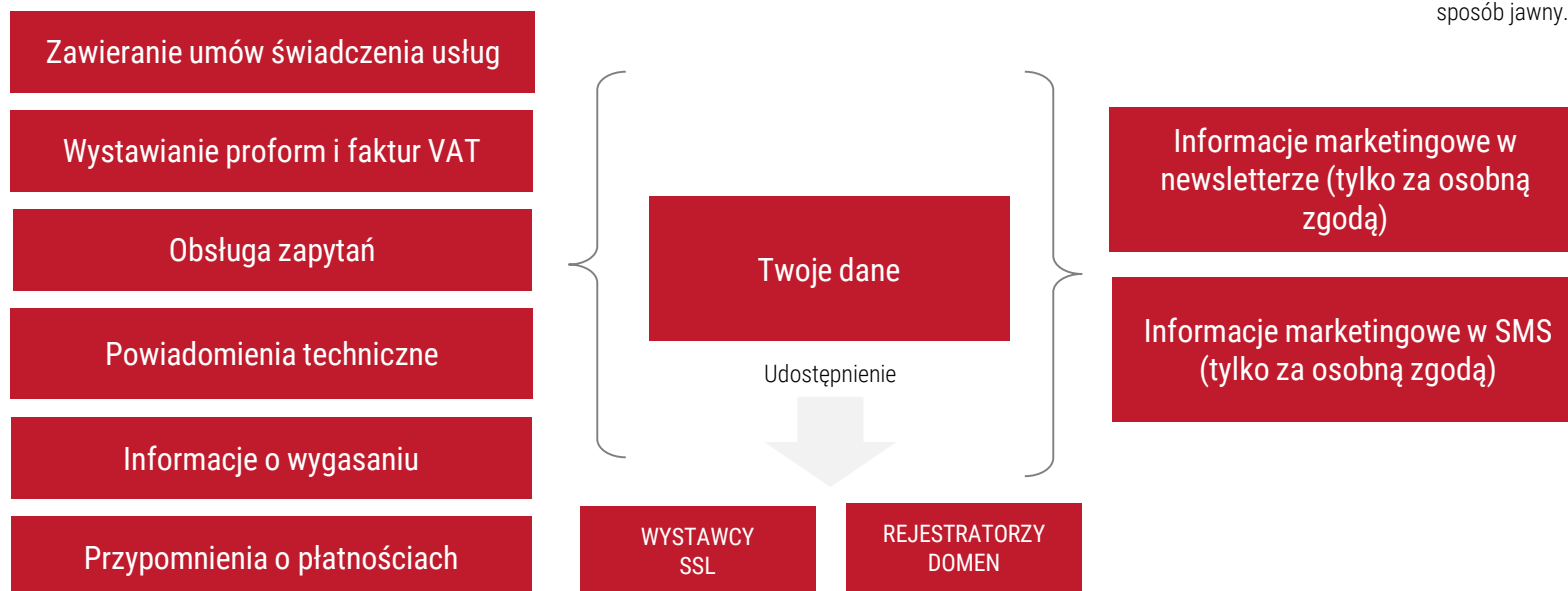 sposób jawny.
Zawieranie umów świadczenia usług
Wystawianie proform i faktur VAT
Obsługa zapytań
Powiadomienia techniczne
Informacje o wygasaniu
Przypomnienia o płatnościach
Twoje dane
Udostępnienie
WYSTAWCY
SSL
REJESTRATORZY
DOMEN
Informacje marketingowe w
newsletterze (tylko za osobną
zgodą)
Informacje marketingowe w SMS
(tylko za osobną zgodą)